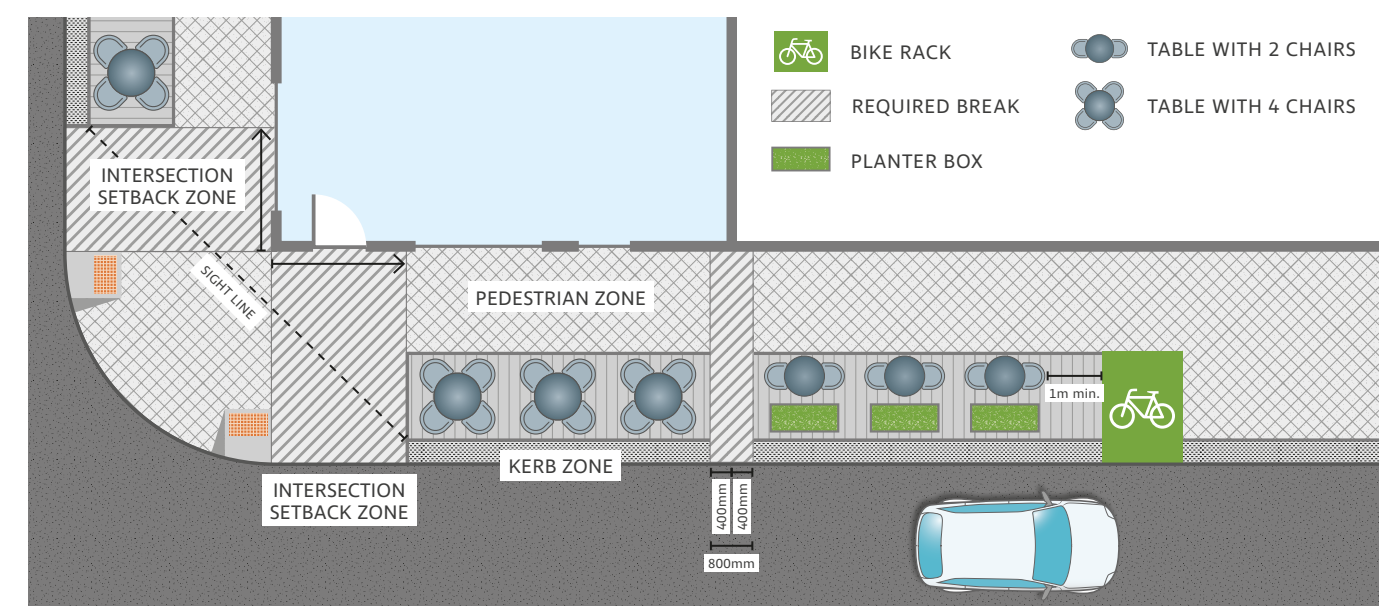 BIKE RACK
TABLE WITH 2 CHAIRS
REQUIRED BREAK
TABLE WITH 4 CHAIRS
PLANTER BOX
INTERSECTION
SETBACK ZONE
SIGHT LINE
PEDESTRIAN ZONE
1m min.
KERB ZONE
INTERSECTION
SETBACK ZONE
400mm
400mm
800mm